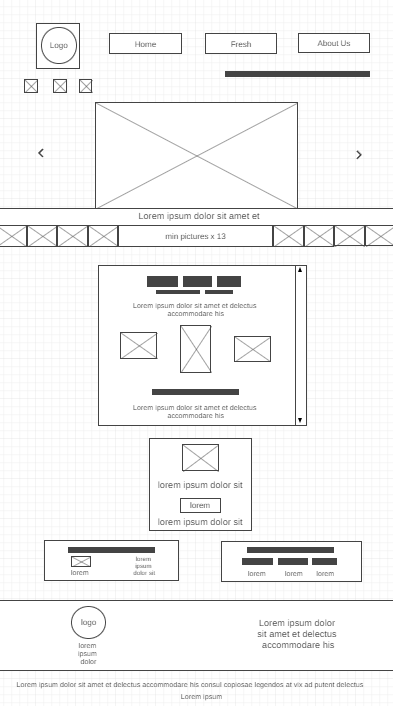 Logo
Home
Fresh
About Us
Lorem ipsum dolor sit amet et
min pictures x 13
Lorem ipsum dolor sit amet et delectus
accommodare his
Lorem ipsum dolor sit amet et delectus
accommodare his
lorem ipsum dolor sit
lorem
lorem ipsum dolor sit
lorem
lorem
ipsum
dolor sit
lorem
lorem
lorem
logo
lorem
ipsum
dolor
Lorem ipsum dolor
sit amet et delectus
accommodare his
Lorem ipsum dolor sit amet et delectus accommodare his consul copiosae legendos at vix ad putent delectus
Lorem ipsum